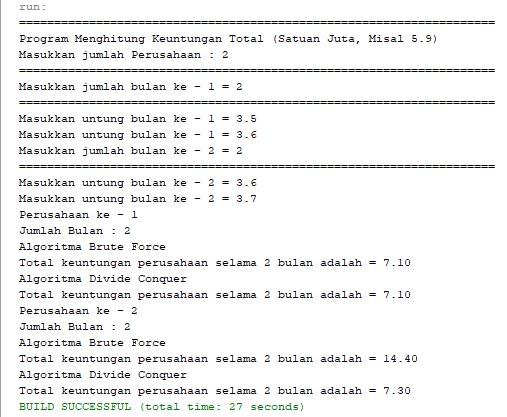 run:
====================================================================
Program Menghitung Keuntungan Total (Satuan Juta, Misal 5.9)
Masukkan jumlah Perusahaan : 2
====================================================================
Masukkan jumlah bulan ke - 1 = 2
====================================================================
Masukkan untung bulan ke - 1 = 3.5
Masukkan untung bulan ke - 1 = 3.6
Masukkan jumlah bulan ke - 2 = 2
====================================================================
Masukkan untung bulan ke - 2 = 3.6
Masukkan untung bulan ke - 2 = 3.7
Perusahaan ke - 1
Jumlah Bulan : 2
Algoritma Brute Force
Total keuntungan perusahaan selama 2 bulan adalah = 7.10
Algoritma Divide Conquer
Total keuntungan perusahaan selama 2 bulan adalah = 7.10
Perusahaan ke - 2
Jumlah Bulan : 2
Algoritma Brute Force
Total keuntungan perusahaan selama 2 bulan adalah = 14.40
Algoritma Divide Conquer
Total keuntungan perusahaan selama 2 bulan adalah = 7.30
BUILD SUCCESSFUL (total time: 27 seconds)